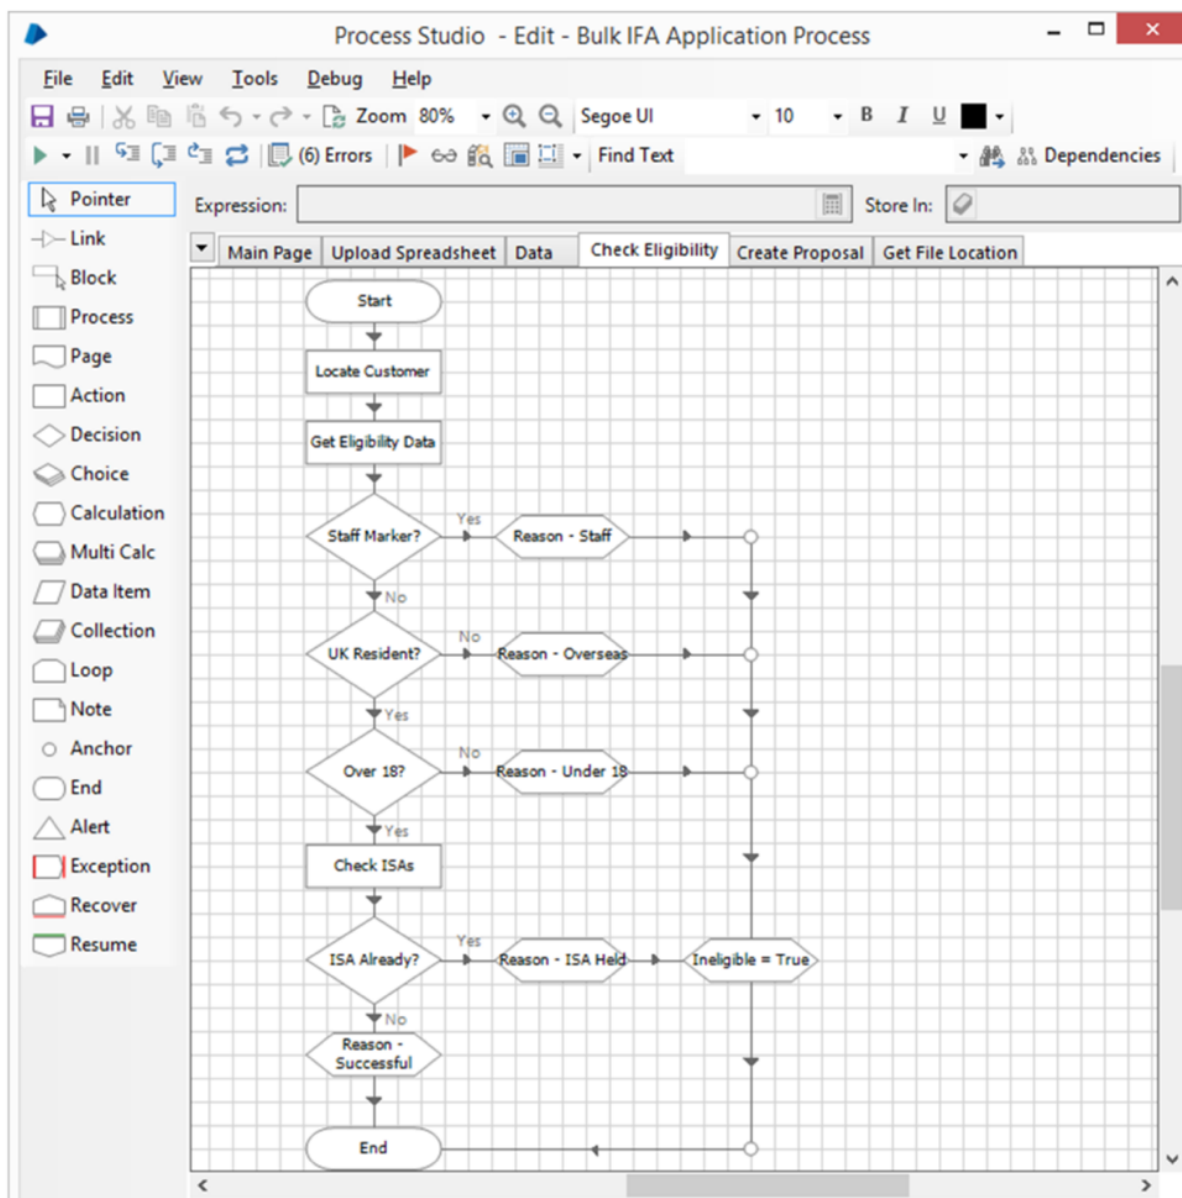 Process Studio - Edit - Bulk IFA Application Process
File Edit View Tools Debug Help
Zoom 80% Segoe UI 10 B I U
(6) Errors Find Text Dependencies
Pointer
Link
Block
Process
Page
Action
Decision
Choice
Calculation
Multi Calc
Data Item
Collection
Loop
Note
Anchor
End
Alert
Exception
Recover
Resume
Expression: Store In:
Main Page Upload Spreadsheet Data Check Eligibility Create Proposal Get File Location
Start
Locate Customer
Get Eligibility Data
Staff Marker? Yes Reason - Staff
No
UK Resident? No Reason - Overseas
Yes
Over 18? No Reason - Under 18
Yes
Check ISAs
ISA Already? Yes Reason - ISA Held Ineligible = True
No
Reason -
Successful
End